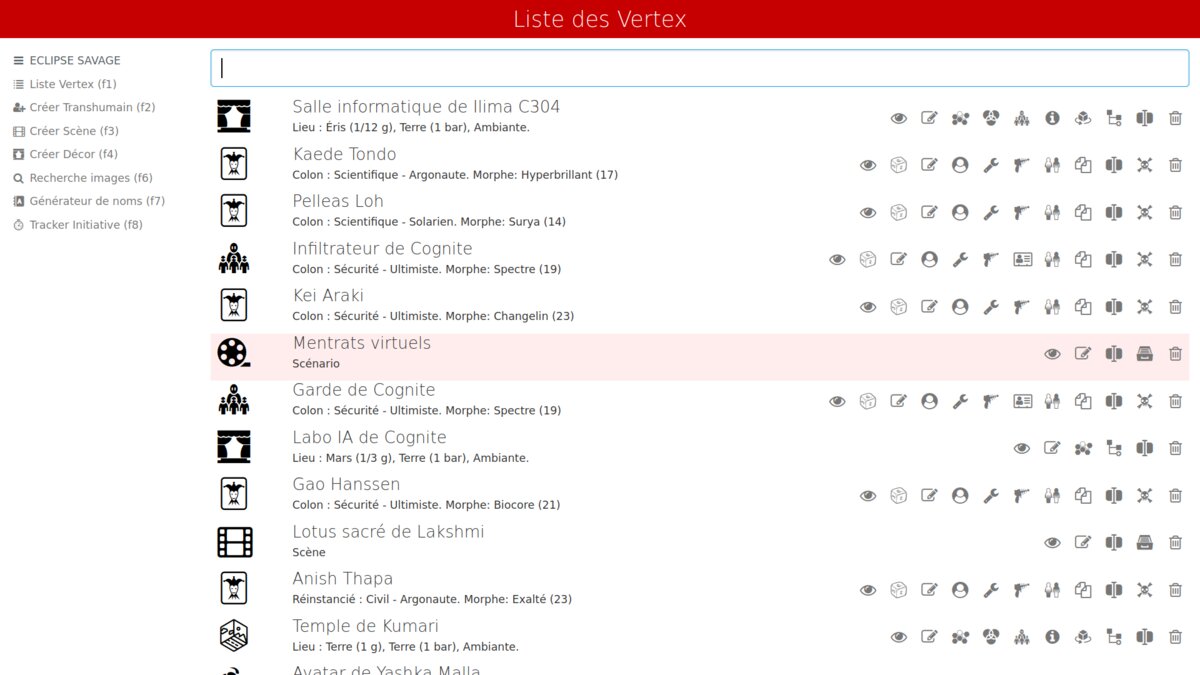 Liste des Vertex
ECLIPSE SAVAGE
Liste Vertex (f1)
Créer Transhumain (f2)
Créer Scène (f3)
Créer Décor (f4)
Recherche images (f6)
Générateur de noms (f7)
Tracker Initiative (f8)
Salle informatique de Ilima C304
Lieu : Éris (1/12 g), Terre (1 bar), Ambiante.
Kaede Tondo
Colon : Scientifique - Argonaute. Morphe: Hyperbrillant (17)
Pelleas Loh
Colon : Scientifique - Solarien. Morphe: Surya (14)
Infiltrateur de Cognite
Colon : Sécurité - Ultimiste. Morphe: Spectre (19)
Kei Araki
Colon : Sécurité - Ultimiste. Morphe: Changelin (23)
Mentrats virtuels
Scénario
Garde de Cognite
Colon : Sécurité - Ultimiste. Morphe: Spectre (19)
Labo IA de Cognite
Lieu : Mars (1/3 g), Terre (1 bar), Ambiante.
Gao Hanssen
Colon : Sécurité - Ultimiste. Morphe: Biocore (21)
Lotus sacré de Lakshmi
Scène
Anish Thapa
Réinstancié : Civil - Argonaute. Morphe: Exalté (23)
Temple de Kumari
Lieu : Terre (1 g), Terre (1 bar), Ambiante.
Avatar de Yashka Malla